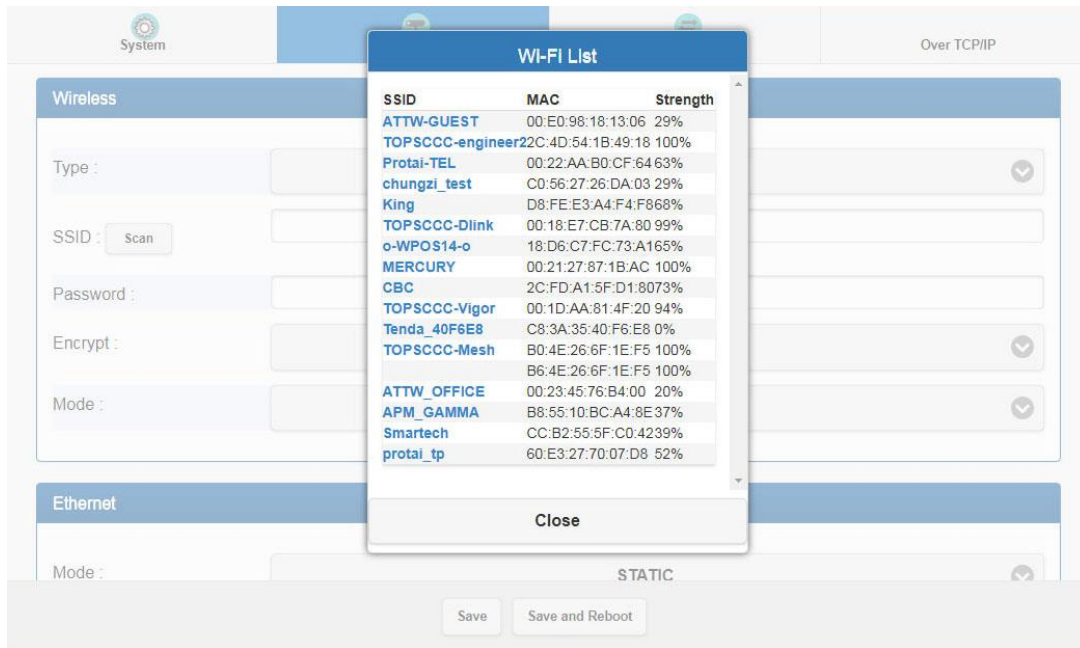 System
Over TCP/IP
Wireless
Type :
SSID : Scan
Password :
Encrypt :
Mode :
Ethernet
Mode : STATIC
Save Save and Reboot
WI-FI LIst
SSID MAC Strength
ATTW-GUEST 00:E0:98:18:13:06 29%
TOPSCCC-engineer2 2C:4D:54:1B:49:18 100%
Protai-TEL 00:22:AA:B0:CF:64 63%
chungzi_test C0:56:27:26:DA:03 29%
King D8:FE:E3:A4:F4:F8 68%
TOPSCCC-Dlink 00:18:E7:CB:7A:80 99%
o-WPOS14-o 18:D6:C7:FC:73:A1 65%
MERCURY 00:21:27:87:1B:AC 100%
CBC 2C:FD:A1:5F:D1:80 73%
TOPSCCC-Vigor 00:1D:AA:81:4F:20 94%
Tenda_40F6E8 C8:3A:35:40:F6:E8 0%
TOPSCCC-Mesh B0:4E:26:6F:1E:F5 100%
B6:4E:26:6F:1E:F5 100%
ATTW_OFFICE 00:23:45:76:B4:00 20%
APM_GAMMA B8:55:10:BC:A4:8E 37%
Smartech CC:B2:55:5F:C0:42 39%
protai_tp 60:E3:27:70:07:D8 52%
Close